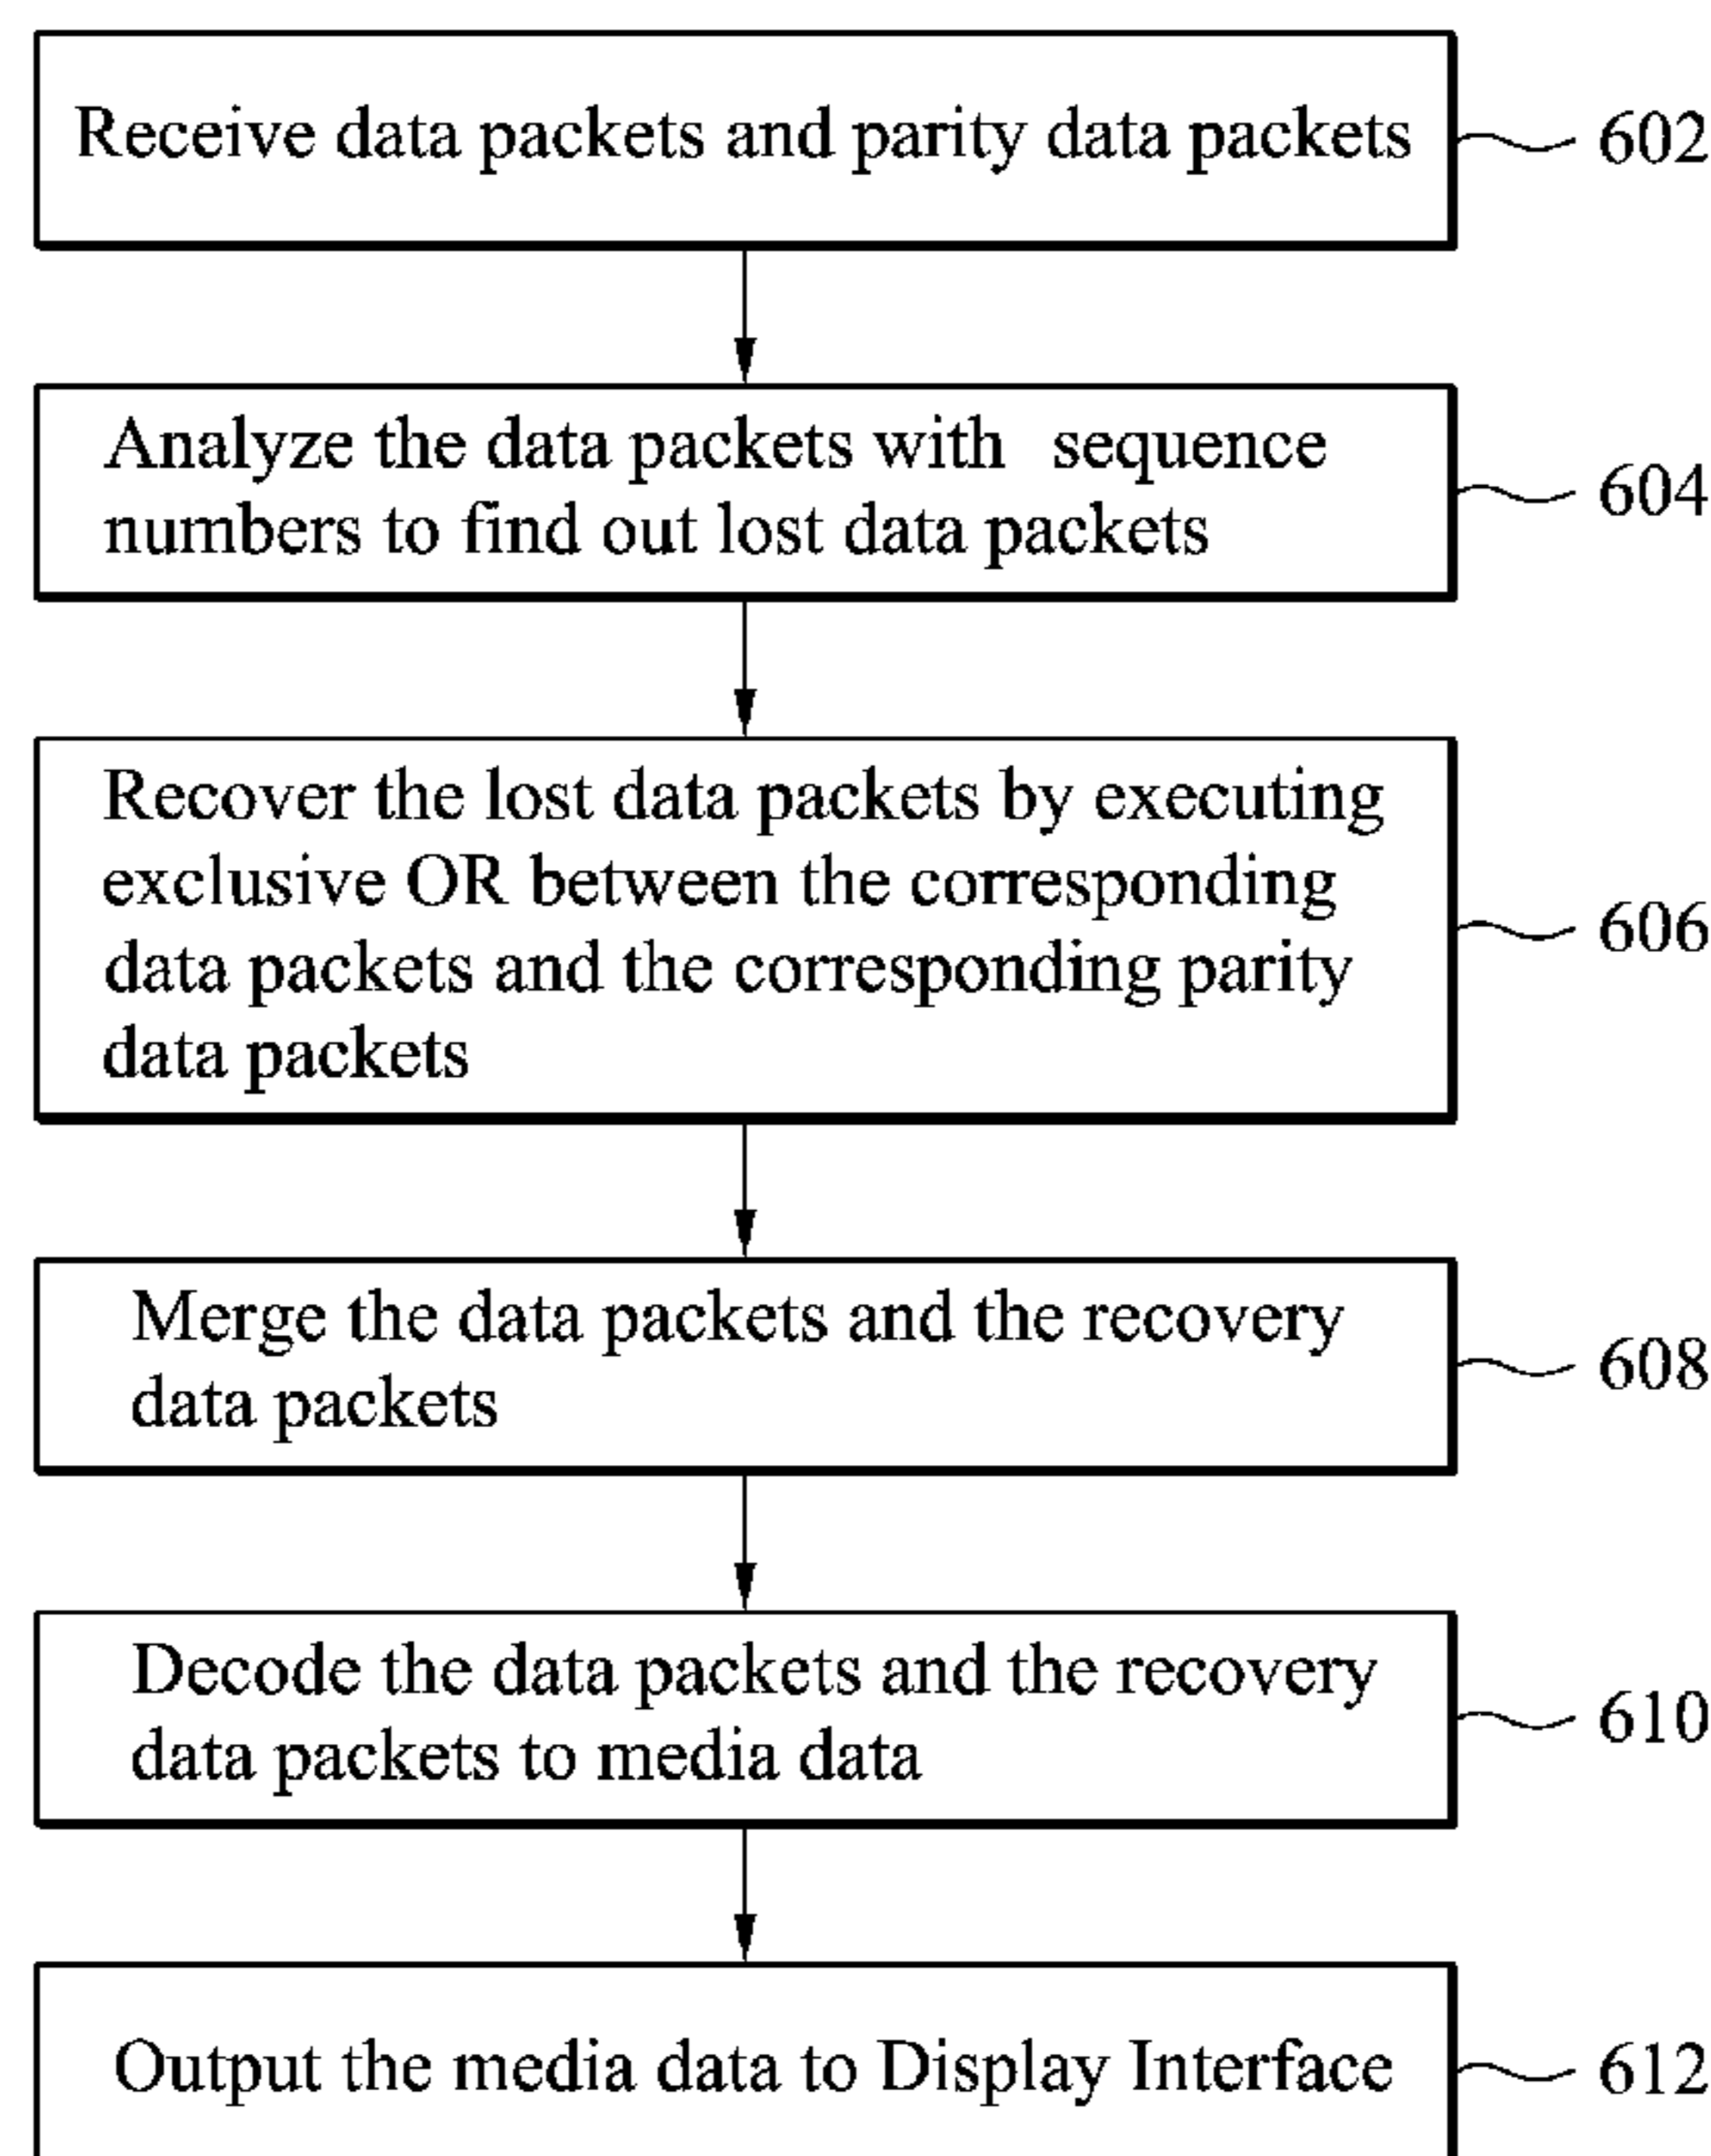 Receive data packets and parity data packets
602
Analyze the data packets with sequence
numbers to find out lost data packets
604
Recover the lost data packets by executing
exclusive OR between the corresponding
data packets and the corresponding parity
data packets
606
Merge the data packets and the recovery
data packets
608
Decode the data packets and the recovery
data packets to media data
610
Output the media data to Display Interface
612